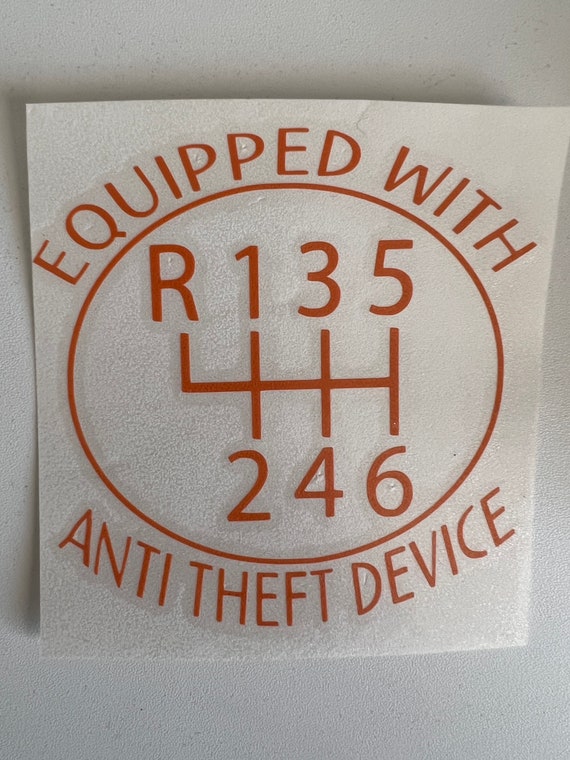 EQUIPPED WITH
R 1 3 5
2 4 6
ANTI THEFT DEVICE